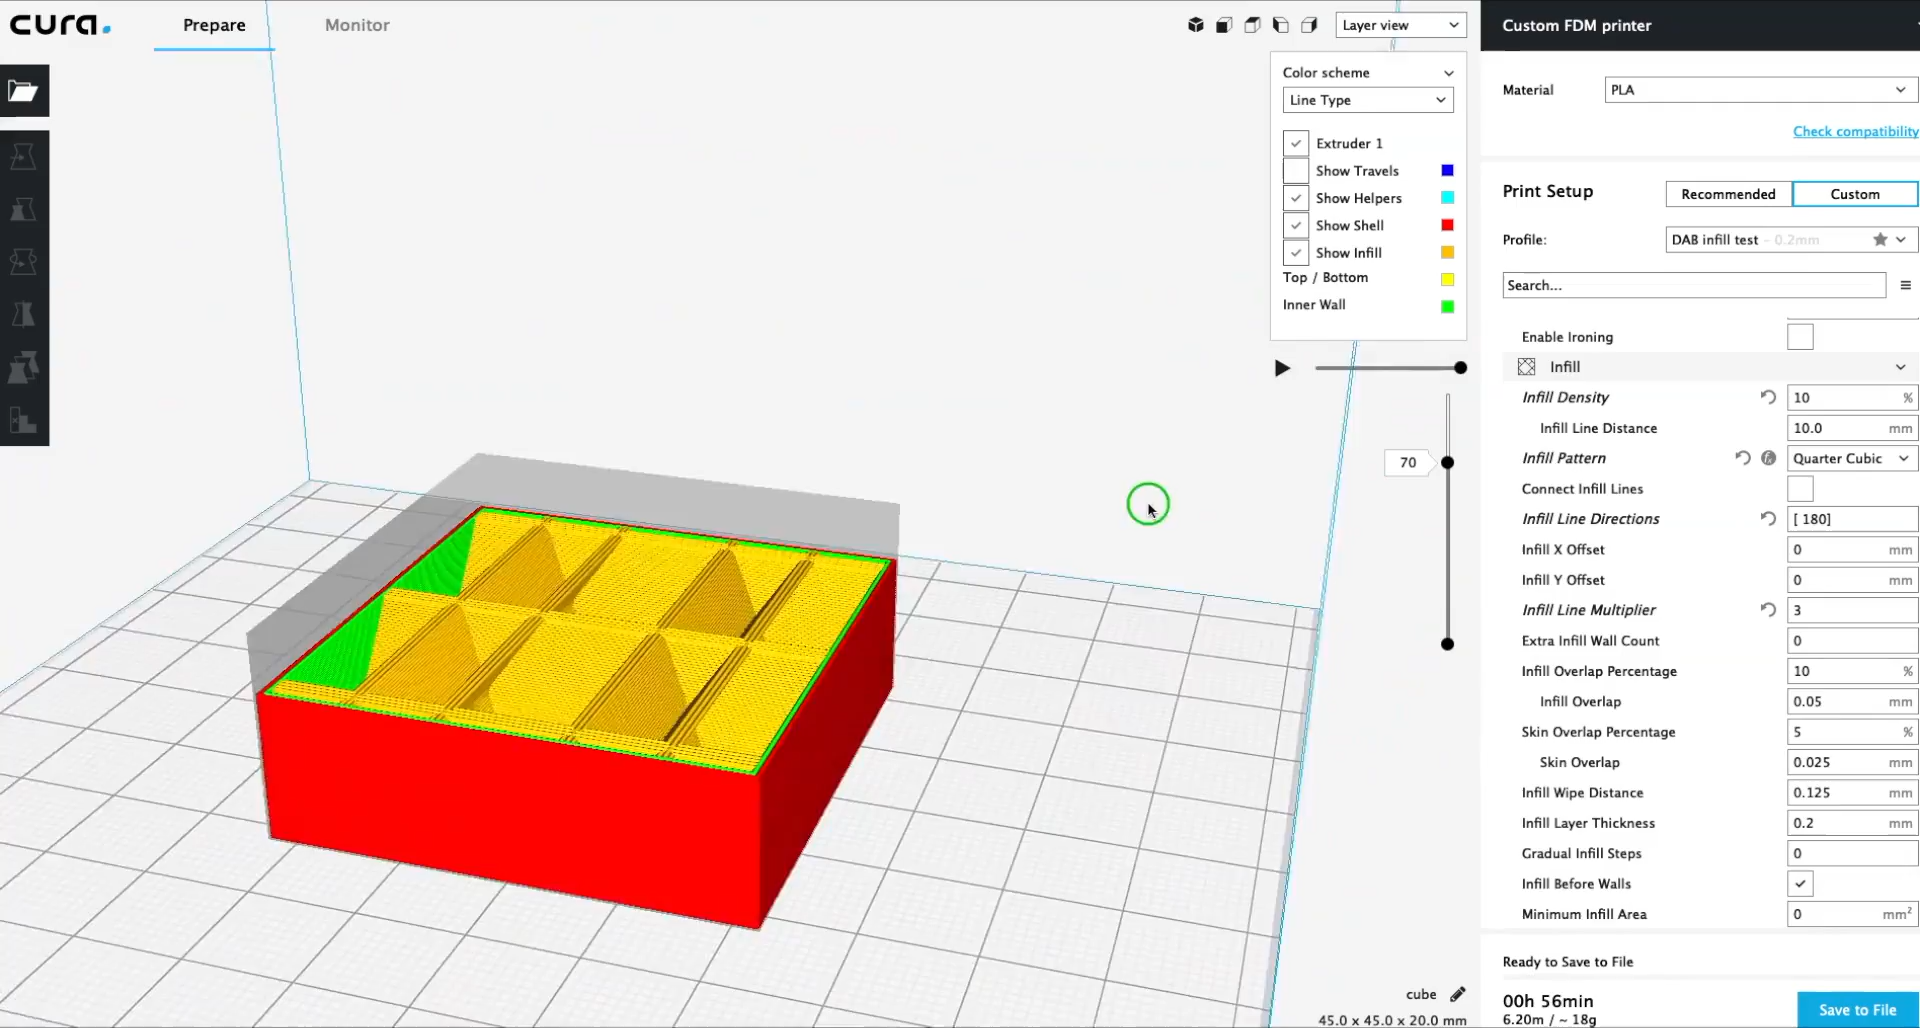 cura.
Prepare
Monitor
Layer view
Custom FDM printer
Color scheme
Line Type
Extruder 1
Show Travels
Show Helpers
Show Shell
Show Infill
Top / Bottom
Inner Wall
70
Material
PLA
Check compatibility
Print Setup
Recommended
Custom
Profile:
DAB infill test - 0.2mm
Search...
Enable Ironing
Infill
Infill Density
10 %
Infill Line Distance
10.0 mm
Infill Pattern
Quarter Cubic
Connect Infill Lines
Infill Line Directions
[ 180]
Infill X Offset
0 mm
Infill Y Offset
0 mm
Infill Line Multiplier
3
Extra Infill Wall Count
0
Infill Overlap Percentage
10 %
Infill Overlap
0.05 mm
Skin Overlap Percentage
5 %
Skin Overlap
0.025 mm
Infill Wipe Distance
0.125 mm
Infill Layer Thickness
0.2 mm
Gradual Infill Steps
0
Infill Before Walls
Minimum Infill Area
0 mm²
Ready to Save to File
cube
45.0 x 45.0 x 20.0 mm
00h 56min
6.20m / ~ 18g
Save to File